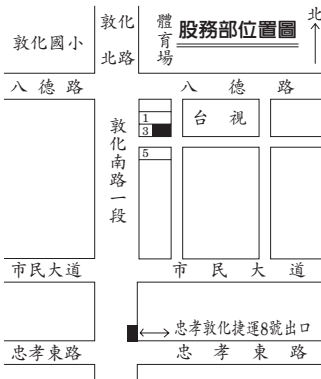 股務部位置圖
北
敦化北路
體育場
敦化國小
八德路
八德路
敦化南路一段
1
3
5
台視
市民大道
市民大道
忠孝敦化捷運8號出口
忠孝東路
忠孝東路